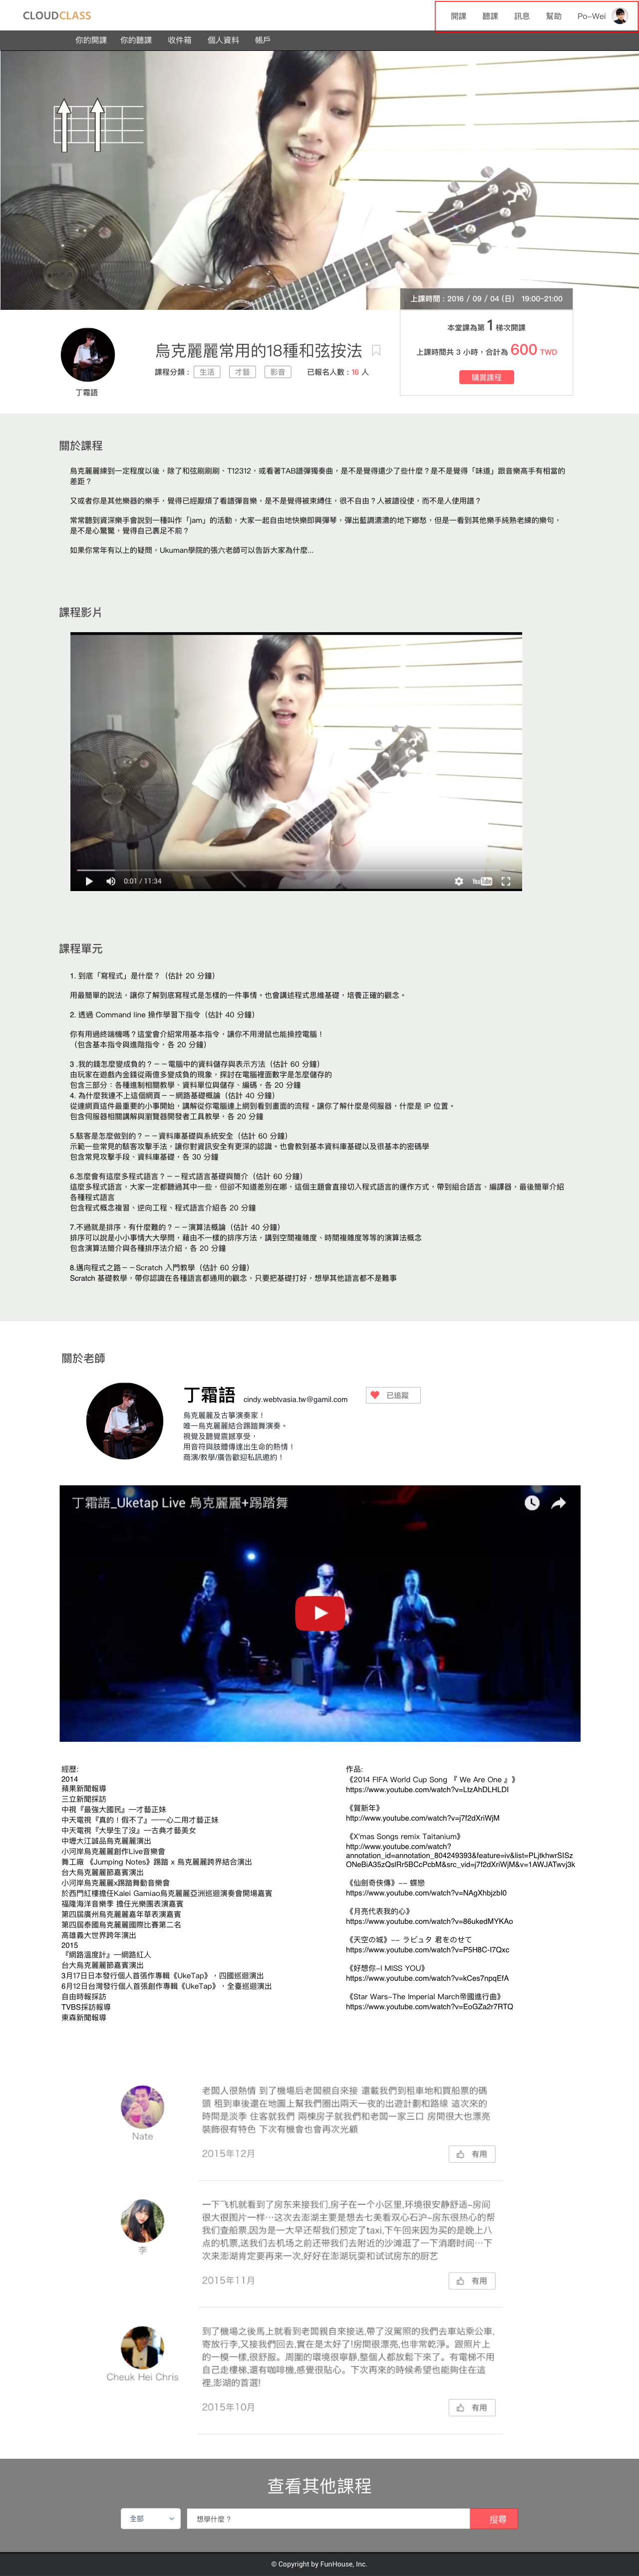 CLOUDCLASS
開課 聽課 訊息 幫助 Po-Wei
你的開課 你的聽課 收件箱 個人資料 帳戶
上課時間 : 2016 / 09 / 04 (日) 19:00~21:00
本堂課為第 1 梯次開課
上課時間共 3 小時，合計為 600 TWD
購買課程
烏克麗麗常用的18種和弦按法
課程分類 : 生活 才藝 影音 已報名人數 : 16 人
丁霜語
關於課程
烏克麗麗練到一定程度以後，除了和弦刷刷刷、T12312，或看著TAB譜彈獨奏曲，是不是覺得還少了些什麼？是不是覺得「味道」跟音樂高手有相當的
差距？
又或者你是其他樂器的樂手，覺得已經厭煩了看譜彈音樂，是不是覺得被束縛住，很不自由？人被譜役使，而不是人使用譜？
常常聽到資深樂手會說到一種叫作「jam」的活動，大家一起自由地快樂即興彈琴，彈出藍調濃濃的地下鄉愁，但是一看到其他樂手純熟老練的樂句，
是不是心驚驚，覺得自己裹足不前？
如果你常年有以上的疑問，Ukuman學院的張六老師可以告訴大家為什麼...
課程影片
0:01 / 11:34
YouTube
課程單元
1. 到底「寫程式」是什麼？（估計 20 分鐘）
用最簡單的說法，讓你了解到底寫程式是怎樣的一件事情。也會講述程式思維基礎，培養正確的觀念。
2. 透過 Command line 操作學習下指令（估計 40 分鐘）
你有用過終端機嗎？這堂會介紹常用基本指令，讓你不用滑鼠也能操控電腦！
（包含基本指令與進階指令、各 20 分鐘）
3 .我的錢怎麼變成負的？－－電腦中的資料儲存與表示方法（估計 60 分鐘）
由玩家在遊戲內金錢從兩億多變成負的現象，探討在電腦裡面數字是怎麼儲存的
包含三部分：各種進制相關教學、資料單位與儲存、編碼，各 20 分鐘
4. 為什麼我連不上這個網頁－－網路基礎概論（估計 40 分鐘）
從連網頁這件最重要的小事開始，講解從你電腦連上網到看到畫面的流程。讓你了解什麼是伺服器，什麼是 IP 位置。
包含伺服器相關講解與瀏覽器開發者工具教學，各 20 分鐘
5.駭客是怎麼做到的？－－資料庫基礎與系統安全（估計 60 分鐘）
示範一些常見的駭客攻擊手法，讓你對資訊安全有更深的認識。也會教到基本資料庫基礎以及很基本的密碼學
包含常見攻擊手段、資料庫基礎，各 30 分鐘
6.怎麼會有這麼多程式語言？－－程式語言基礎與簡介（估計 60 分鐘）
這麼多程式語言，大家一定都聽過其中一些，但卻不知道差別在哪，這個主題會直接切入程式語言的運作方式，帶到組合語言、編譯器，最後簡單介紹
各種程式語言
包含程式概念複習、逆向工程、程式語言介紹各 20 分鐘
7.不過就是排序，有什麼難的？－－演算法概論（估計 40 分鐘）
排序可以說是小小事情大大學問，藉由不一樣的排序方法，講到空間複雜度、時間複雜度等等的演算法概念
包含演算法簡介與各種排序法介紹，各 20 分鐘
8.邁向程式之路－－Scratch 入門教學（估計 60 分鐘）
Scratch 基礎教學，帶你認識在各種語言都通用的觀念，只要把基礎打好，想學其他語言都不是難事
關於老師
丁霜語 cindy.webtvasia.tw@gamil.com 已追蹤
烏克麗麗及古箏演奏家！
唯一烏克麗麗結合踢踏舞演奏。
視覺及聽覺震撼享受，
用音符與肢體傳達出生命的熱情！
商演/教學/廣告歡迎私訊邀約！
丁霜語_Uketap Live 烏克麗麗+踢踏舞
經歷:
2014
蘋果新聞報導
三立新聞採訪
中視『最強大國民』—才藝正妹
中天電視『真的！假不了』——心二用才藝正妹
中天電視『大學生了沒』—古典才藝美女
中壢大江誠品烏克麗麗演出
小河岸烏克麗麗創作Live音樂會
舞工廠 《Jumping Notes》踢踏 x 烏克麗麗跨界結合演出
台大烏克麗麗節嘉賓演出
小河岸烏克麗麗x踢踏舞動音樂會
於西門紅樓擔任Kalei Gamiao烏克麗麗亞洲巡迴演奏會開場嘉賓
福隆海洋音樂季 擔任光樂團表演嘉賓
第四屆廣州烏克麗麗嘉年華表演嘉賓
第四屆泰國烏克麗麗國際比賽第二名
高雄義大世界跨年演出
2015
『網路溫度計』—網路紅人
台大烏克麗麗節嘉賓演出
3月17日日本發行個人首張作專輯《UkeTap》，四國巡迴演出
6月12日台灣發行個人首張創作專輯《UkeTap》，全臺巡迴演出
自由時報採訪
TVBS採訪報導
東森新聞報導
作品:
《2014 FIFA World Cup Song 『 We Are One 』》
https://www.youtube.com/watch?v=LtzAhDLHLDI
《賀新年》
http://www.youtube.com/watch?v=j7f2dXriWjM
《X'mas Songs remix Taitanium》
http://www.youtube.com/watch?
annotation_id=annotation_804249393&feature=iv&list=PLjtkhwrSISz
ONeBiA35zQslRr5BCcPcbM&src_vid=j7f2dXriWjM&v=1AWJATwvj3k
《仙劍奇俠傳》-- 蝶戀
https://www.youtube.com/watch?v=NAgXhbjzbI0
《月亮代表我的心》
https://www.youtube.com/watch?v=86ukedMYKAo
《天空の城》-- ラピュタ 君をのせて
https://www.youtube.com/watch?v=P5H8C-I7Qxc
《好想你-I MISS YOU》
https://www.youtube.com/watch?v=kCes7npqEfA
《Star Wars-The Imperial March帝國進行曲》
https://www.youtube.com/watch?v=EoGZa2r7RTQ
老闆人很熱情 到了機場后老闆親自來接 還載我們到租車地和買船票的碼
頭 租到車後還在地圖上幫我們圈出兩天一夜的出遊計劃和路線 這次來的
時間是淡季 住客就我們 兩棟房子就我們和老闆一家三口 房間很大也漂亮
裝飾很有特色 下次有機會也會再次光顧
Nate
2015年12月 有用
一下飞机就看到了房东来接我们,房子在一个小区里,环境很安静舒适~房间
很大很图片一样…这次去澎湖主要是想去七美看双心石沪~房东很热心的帮
我们查船票,因为是一大早还帮我们预定了taxi,下午回来因为买的是晚上八
点的机票,送我们去机场之前还带我们去附近的沙滩逛了一下消磨时间…下
次来澎湖肯定要再来一次,好好在澎湖玩耍和试试房东的厨艺
李
2015年11月 有用
到了機場之後馬上就看到老闆親自來接送,帶了沒駕照的我們去車站乘公車,
寄放行李,又接我們回去,實在是太好了!房間很漂亮,也非常乾淨。跟照片上
的一模一樣,很舒服。周圍的環境很寧靜,整個人都放鬆下來了。有電梯不用
自己走樓梯,還有咖啡機,感覺很貼心。下次再來的時候希望也能夠住在這
裡,澎湖的首選!
Cheuk Hei Chris
2015年10月 有用
查看其他課程
全部 想學什麼？ 搜尋
© Copyright by FunHouse, Inc.